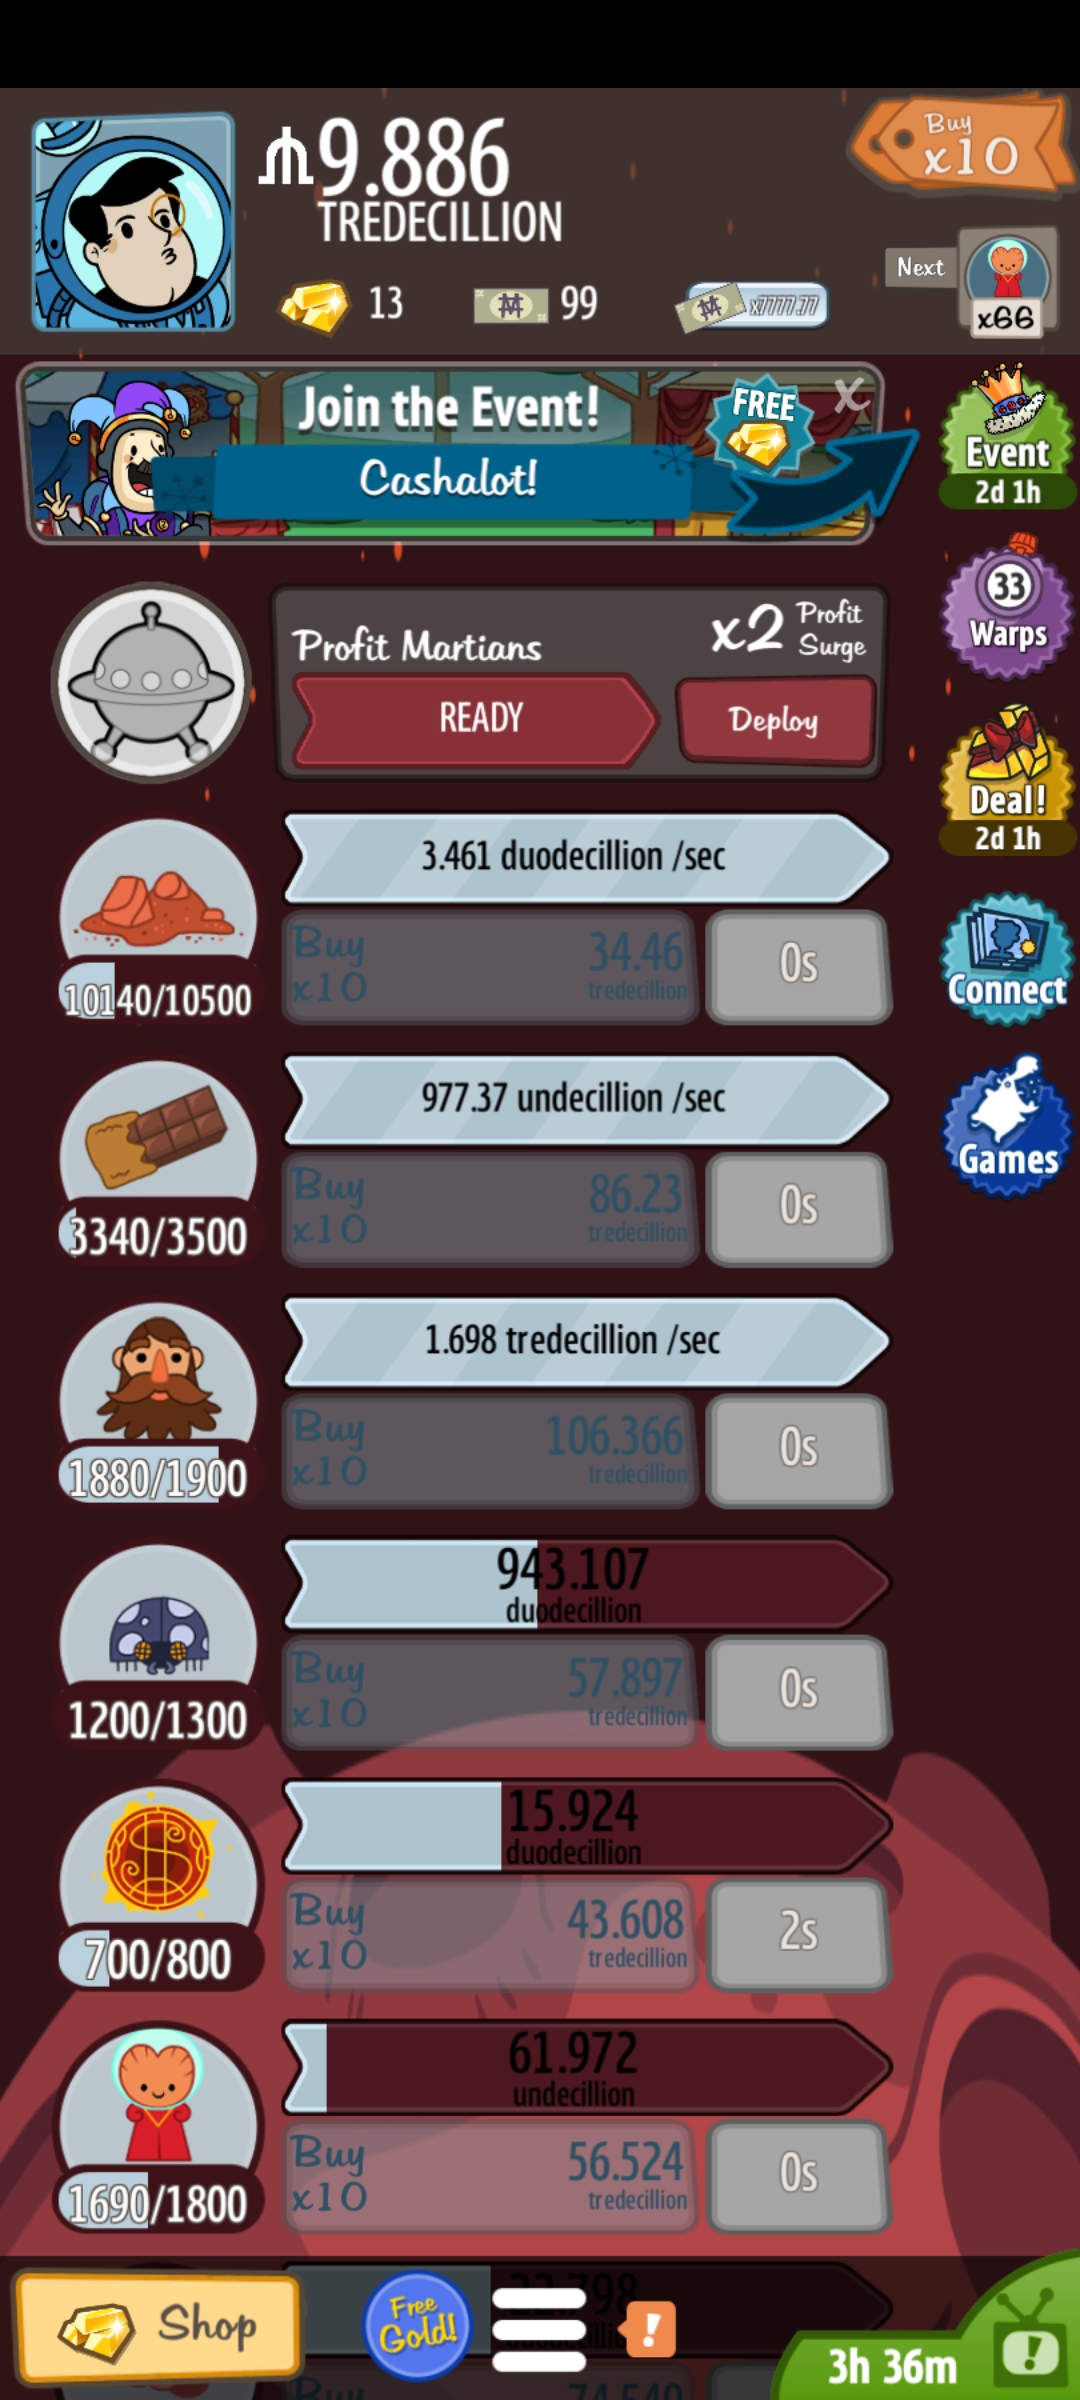 9.886
TREDECILLION
Buy
x10
13
99
x7777.77
Next
x66
Join the Event!
Cashalot!
FREE
X
Event
2d 1h
33
Warps
Profit Martians
x2 Profit
Surge
READY
Deploy
Deal!
2d 1h
3.461 duodecillion /sec
Buy
x10
34.46
tredecillion
0s
10140/10500
Connect
977.37 undecillion /sec
Buy
x10
86.23
tredecillion
0s
3340/3500
Games
1.698 tredecillion /sec
Buy
x10
106.366
tredecillion
0s
1880/1900
943.107
duodecillion
Buy
x10
57.897
tredecillion
0s
1200/1300
15.924
duodecillion
Buy
x10
43.608
tredecillion
2s
700/800
61.972
undecillion
Buy
x10
56.524
tredecillion
0s
1690/1800
Shop
Free
Gold!
!
3h 36m
!
Buy